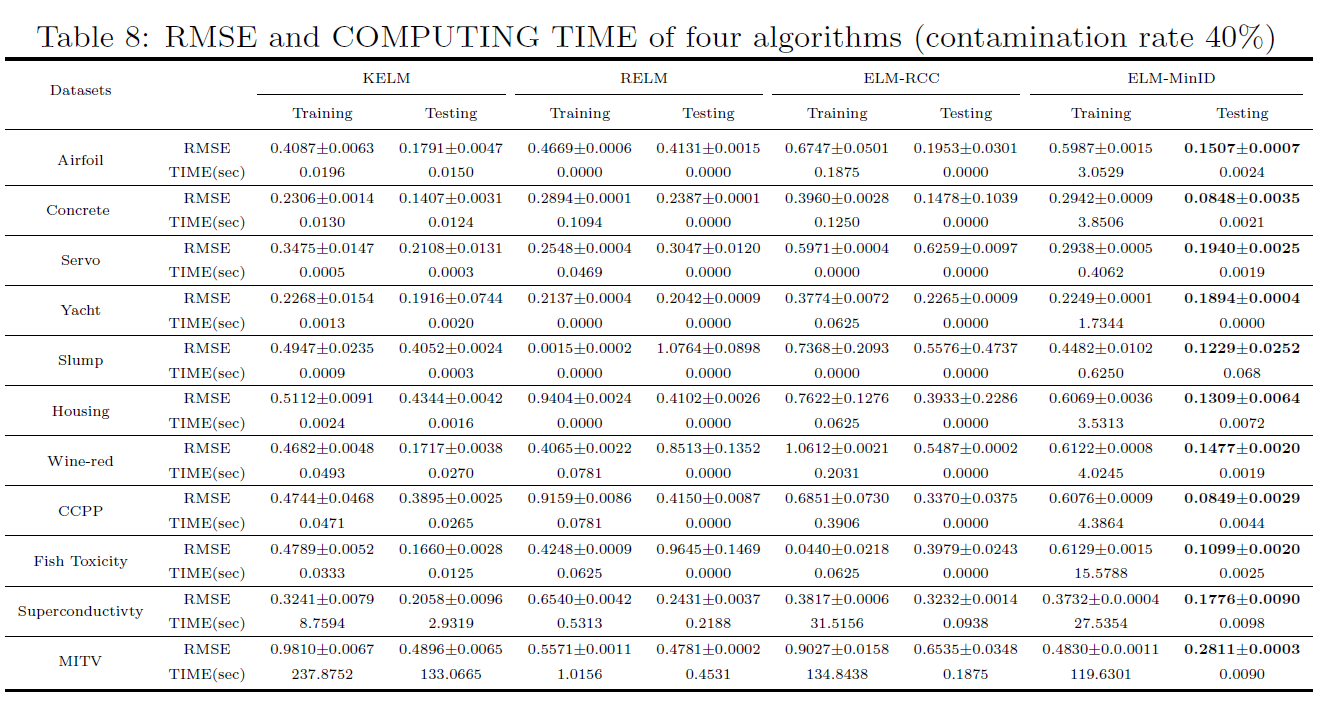 Table 8: RMSE and COMPUTING TIME of four algorithms (contamination rate 40%)
Datasets KELM RELM ELM-RCC ELM-MinID
Training Testing Training Testing Training Testing Training Testing
Airfoil RMSE 0.4087±0.0063 0.1791±0.0047 0.4669±0.0006 0.4131±0.0015 0.6747±0.0501 0.1953±0.0301 0.5987±0.0015 0.1507±0.0007
TIME(sec) 0.0196 0.0150 0.0000 0.0000 0.1875 0.0000 3.0529 0.0024
Concrete RMSE 0.2306±0.0014 0.1407±0.0031 0.2894±0.0001 0.2387±0.0001 0.3960±0.0028 0.1478±0.1039 0.2942±0.0009 0.0848±0.0035
TIME(sec) 0.0130 0.0124 0.1094 0.0000 0.1250 0.0000 3.8506 0.0021
Servo RMSE 0.3475±0.0147 0.2108±0.0131 0.2548±0.0004 0.3047±0.0120 0.5971±0.0004 0.6259±0.0097 0.2938±0.0005 0.1940±0.0025
TIME(sec) 0.0005 0.0003 0.0469 0.0000 0.0000 0.0000 0.4062 0.0019
Yacht RMSE 0.2268±0.0154 0.1916±0.0744 0.2137±0.0004 0.2042±0.0009 0.3774±0.0072 0.2265±0.0009 0.2249±0.0001 0.1894±0.0004
TIME(sec) 0.0013 0.0020 0.0000 0.0000 0.0625 0.0000 1.7344 0.0000
Slump RMSE 0.4947±0.0235 0.4052±0.0024 0.0015±0.0002 1.0764±0.0898 0.7368±0.2093 0.5576±0.4737 0.4482±0.0102 0.1229±0.0252
TIME(sec) 0.0009 0.0003 0.0000 0.0000 0.0000 0.0000 0.6250 0.068
Housing RMSE 0.5112±0.0091 0.4344±0.0042 0.9404±0.0024 0.4102±0.0026 0.7622±0.1276 0.3933±0.2286 0.6069±0.0036 0.1309±0.0064
TIME(sec) 0.0024 0.0016 0.0000 0.0000 0.0625 0.0000 3.5313 0.0072
Wine-red RMSE 0.4682±0.0048 0.1717±0.0038 0.4065±0.0022 0.8513±0.1352 1.0612±0.0021 0.5487±0.0002 0.6122±0.0008 0.1477±0.0020
TIME(sec) 0.0493 0.0270 0.0781 0.0000 0.2031 0.0000 4.0245 0.0019
CCPP RMSE 0.4744±0.0468 0.3895±0.0025 0.9159±0.0086 0.4150±0.0087 0.6851±0.0730 0.3370±0.0375 0.6076±0.0009 0.0849±0.0029
TIME(sec) 0.0471 0.0265 0.0781 0.0000 0.3906 0.0000 4.3864 0.0044
Fish Toxicity RMSE 0.4789±0.0052 0.1660±0.0028 0.4248±0.0009 0.9645±0.1469 0.0440±0.0218 0.3979±0.0243 0.6129±0.0015 0.1099±0.0020
TIME(sec) 0.0333 0.0125 0.0625 0.0000 0.0625 0.0000 15.5788 0.0025
Superconductivty RMSE 0.3241±0.0079 0.2058±0.0096 0.6540±0.0042 0.2431±0.0037 0.3817±0.0006 0.3232±0.0014 0.3732±0.0.0004 0.1776±0.0090
TIME(sec) 8.7594 2.9319 0.5313 0.2188 31.5156 0.0938 27.5354 0.0098
MITV RMSE 0.9810±0.0067 0.4896±0.0065 0.5571±0.0011 0.4781±0.0002 0.9027±0.0158 0.6535±0.0348 0.4830±0.0.0011 0.2811±0.0003
TIME(sec) 237.8752 133.0665 1.0156 0.4531 134.8438 0.1875 119.6301 0.0090